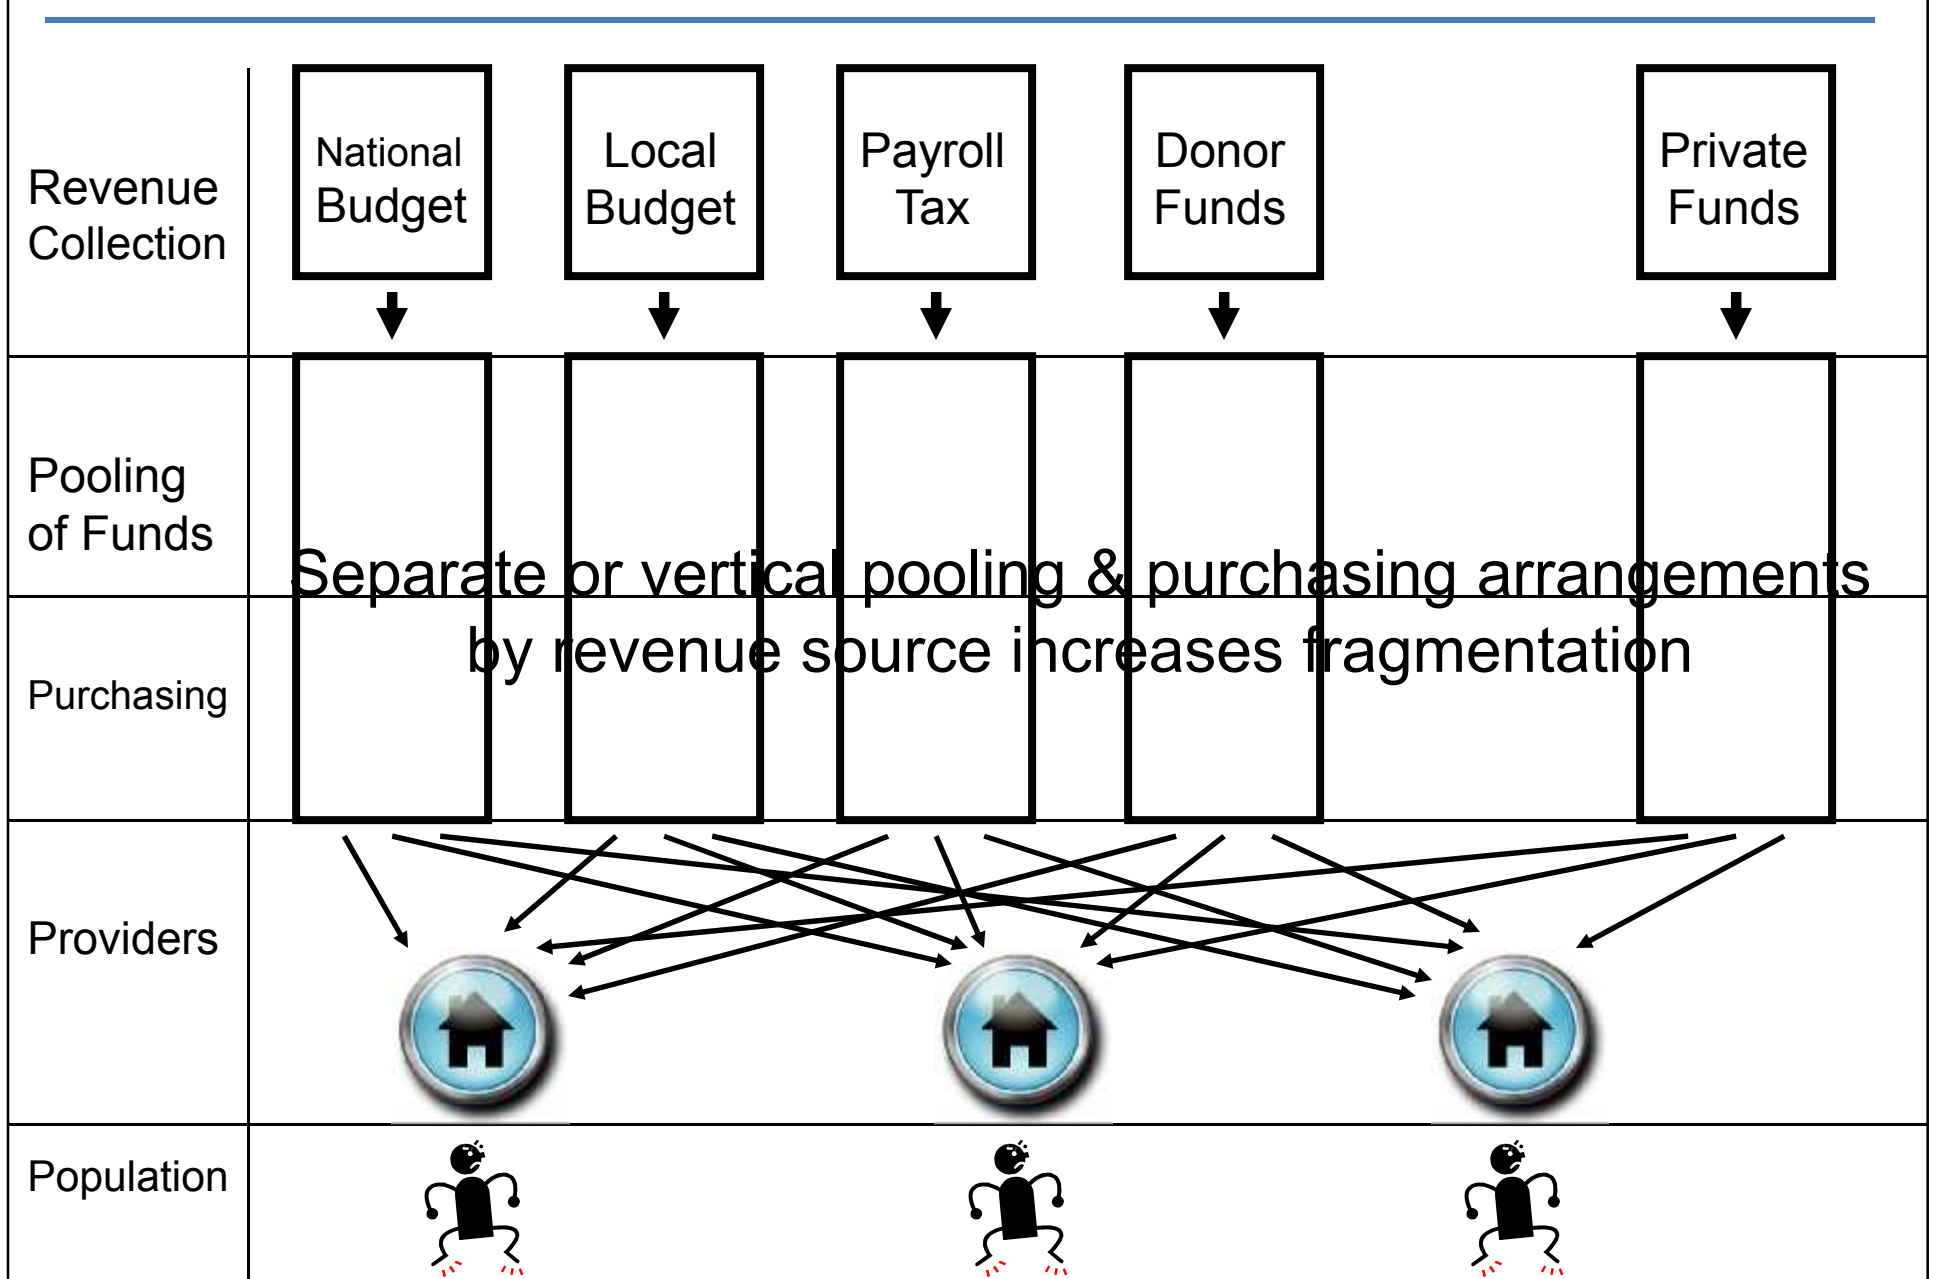 National
Budget
Local
Budget
Payroll
Tax
Donor
Funds
Private
Funds
Revenue
Collection
Pooling
of Funds
Separate or vertical pooling & purchasing arrangements
by revenue source increases fragmentation
Purchasing
Providers
Population